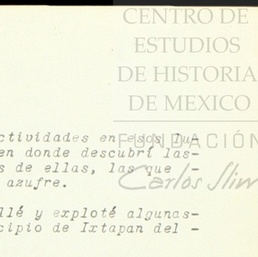 CENTRO DE
ESTUDIOS
DE HISTORIA
DE MEXICO
FUNDACIÓN
Carlos Slim
ctividades en esos lu-
en donde descubrí las-
s de ellas, las que -
azufre.
llé y exploté algunas-
cipio de Ixtapan del -